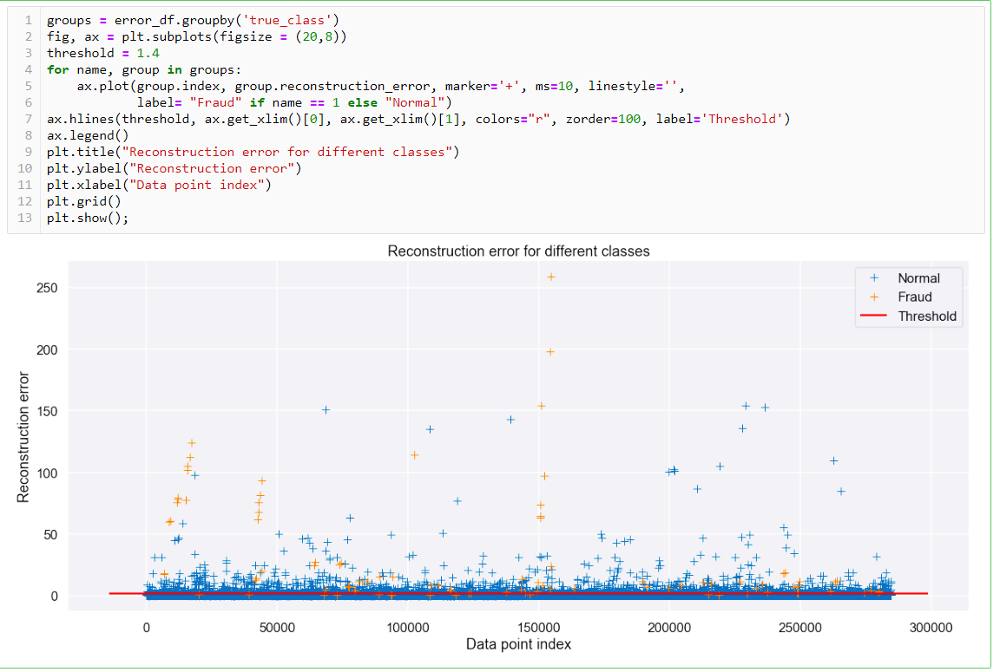 1 groups = error_df.groupby('true_class')
2 fig, ax = plt.subplots(figsize = (20,8))
3 threshold = 1.4
4 for name, group in groups:
5     ax.plot(group.index, group.reconstruction_error, marker='+', ms=10, linestyle='',
6             label= "Fraud" if name == 1 else "Normal")
7 ax.hlines(threshold, ax.get_xlim()[0], ax.get_xlim()[1], colors="r", zorder=100, label='Threshold')
8 ax.legend()
9 plt.title("Reconstruction error for different classes")
10 plt.ylabel("Reconstruction error")
11 plt.xlabel("Data point index")
12 plt.grid()
13 plt.show();
Reconstruction error for different classes
Normal
Fraud
Threshold
250
200
150
100
50
0
Reconstruction error
0 50000 100000 150000 200000 250000 300000
Data point index